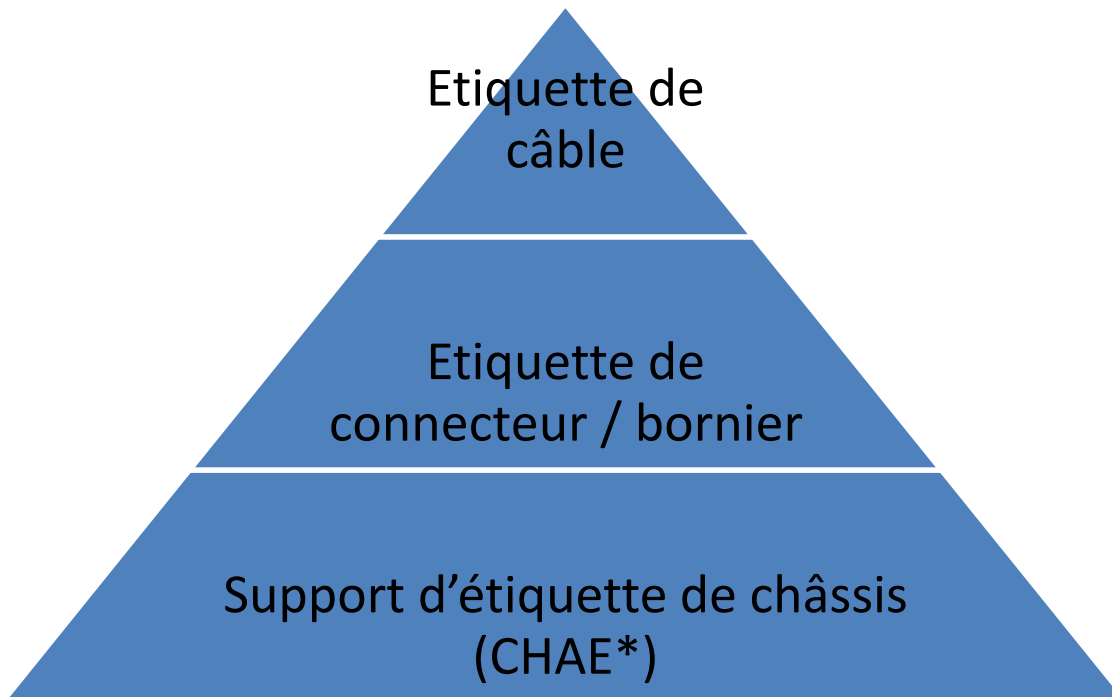 Etiquette de
câble
Etiquette de
connecteur / bornier
Support d’étiquette de châssis
(CHAE*)